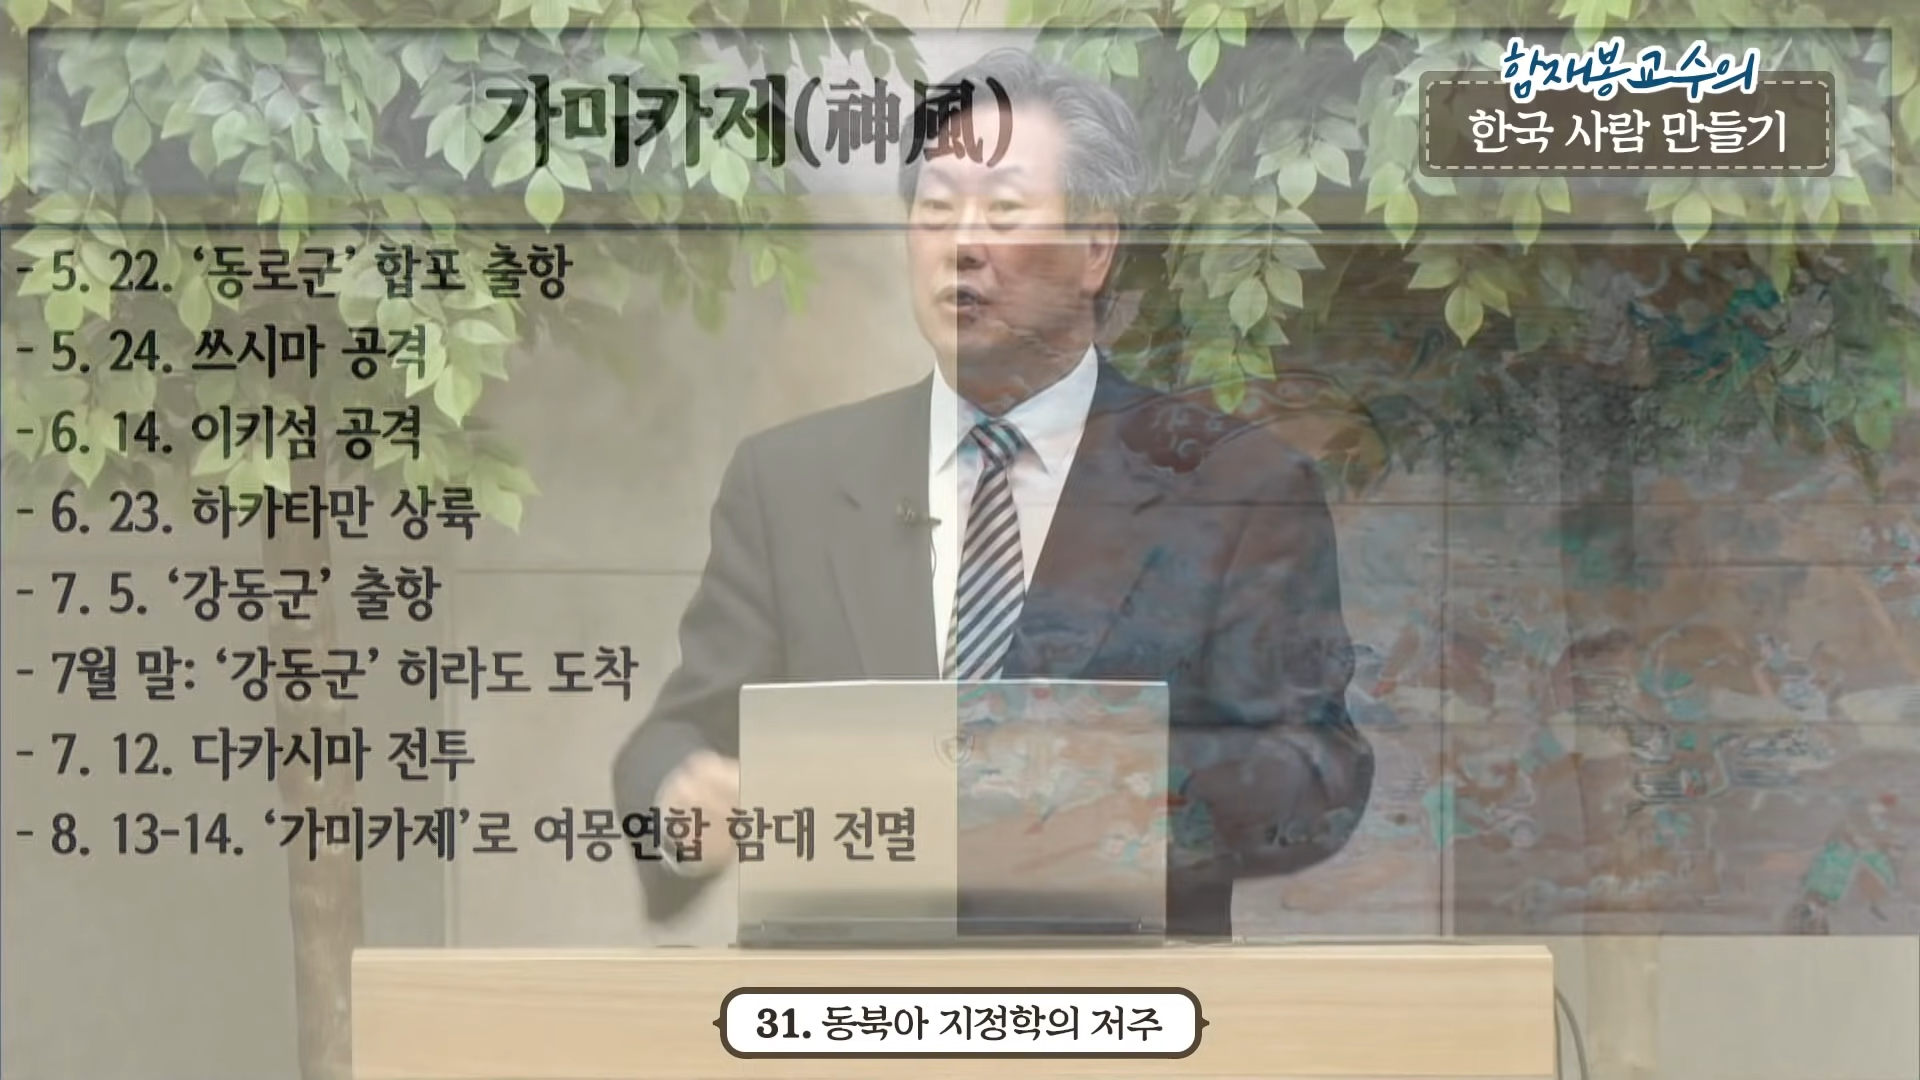 가미카제(神風)
함재봉교수의
한국 사람 만들기
- 5. 22. ‘동로군’ 합포 출항
- 5. 24. 쓰시마 공격
- 6. 14. 이키섬 공격
- 6. 23. 하카타만 상륙
- 7. 5. ‘강동군’ 출항
- 7월 말: ‘강동군’ 히라도 도착
- 7. 12. 다카시마 전투
- 8. 13-14. ‘가미카제’로 여몽연합 함대 전멸
31. 동북아 지정학의 저주